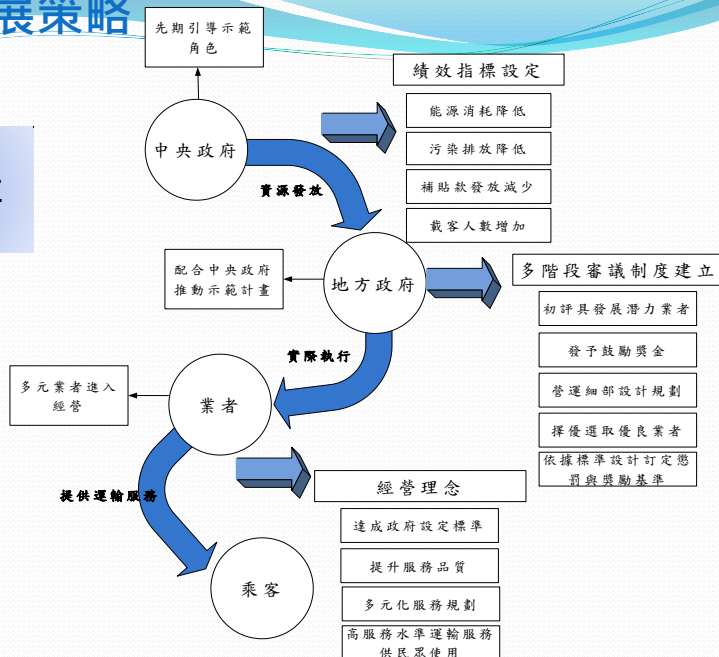 展策略
先期引導示範
角色
績效指標設定
能源消耗降低
中央政府
污染排放降低
資源發放
補貼款發放減少
載客人數增加
配合中央政府
推動示範計畫
地方政府
多階段審議制度建立
初評具發展潛力業者
發予鼓勵獎金
實際執行
營運細部設計規劃
多元業者進入
經營
業者
擇優選取優良業者
依據標準設計訂定懲
罰與獎勵基準
提供運輸服務
經營理念
達成政府設定標準
提升服務品質
乘客
多元化服務規劃
高服務水準運輸服務
供民眾使用